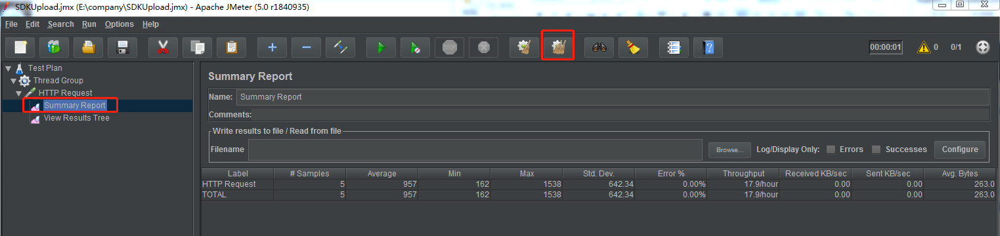 SDKUpload.jmx (E:\company\SDKUpload.jmx) - Apache JMeter (5.0 r1840935)
File Edit Search Run Options Help
STOP 00:00:01 0 0/1
Test Plan
Thread Group
HTTP Request
Summary Report
View Results Tree
Summary Report
Name: Summary Report
Comments:
Write results to file / Read from file
Filename Browse... Log/Display Only: Errors Successes Configure
Label # Samples Average Min Max Std. Dev. Error % Throughput Received KB/sec Sent KB/sec Avg. Bytes
HTTP Request 5 957 162 1538 642.34 0.00% 17.9/hour 0.00 0.00 263.0
TOTAL 5 957 162 1538 642.34 0.00% 17.9/hour 0.00 0.00 263.0